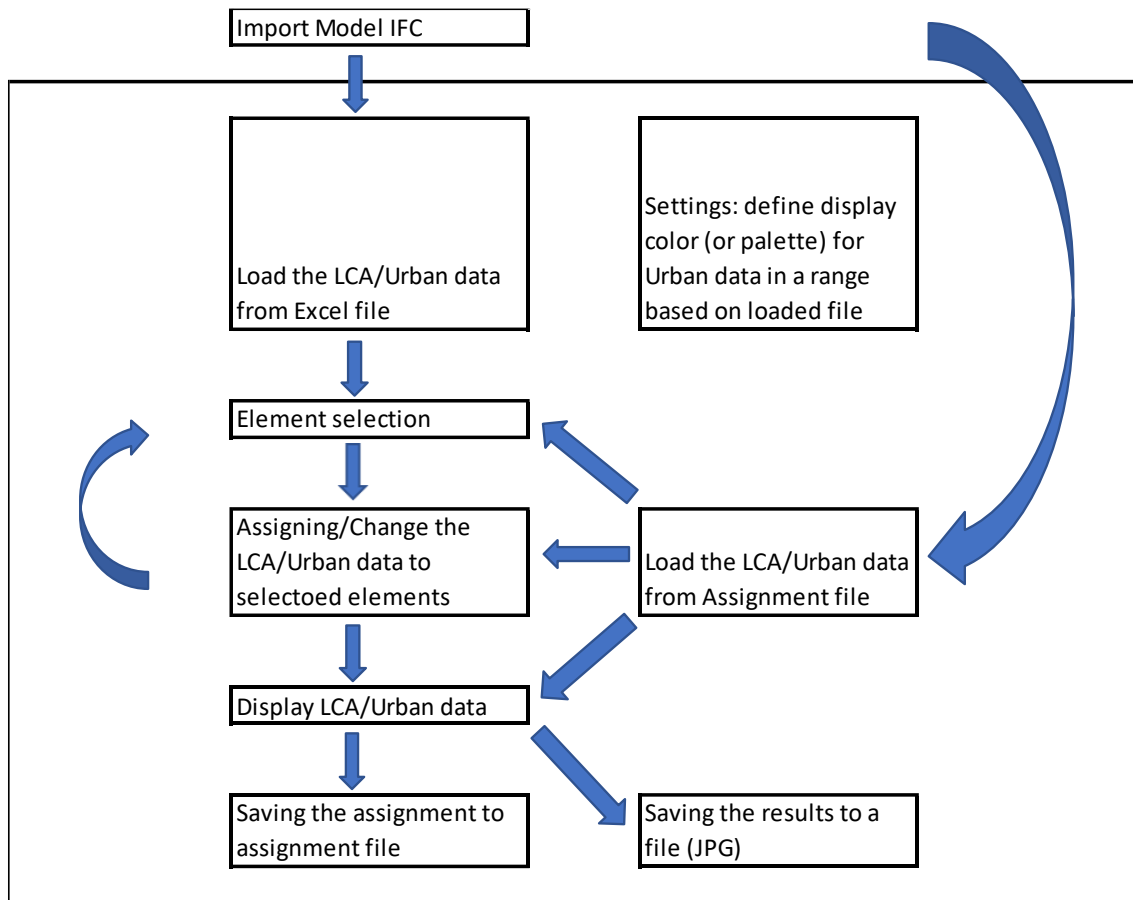 Import Model IFC
Load the LCA/Urban data
from Excel file
Settings: define display
color (or palette) for
Urban data in a range
based on loaded file
Element selection
Assigning/Change the
LCA/Urban data to
selectoed elements
Load the LCA/Urban data
from Assignment file
Display LCA/Urban data
Saving the assignment to
assignment file
Saving the results to a
file (JPG)